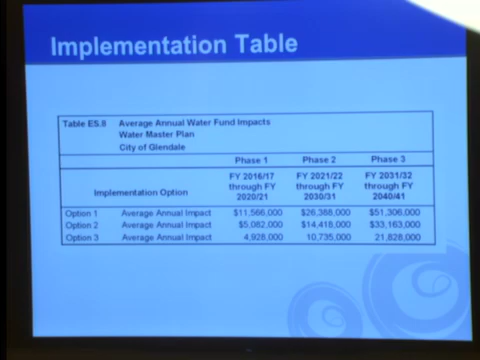 Implementation Table
Table ES.8 Average Annual Water Fund Impacts
Water Master Plan
City of Glendale
Phase 1 Phase 2 Phase 3
Implementation Option FY 2016/17 through FY 2020/21 FY 2021/22 through FY 2030/31 FY 2031/32 through FY 2040/41
Option 1 Average Annual Impact $11,566,000 $26,388,000 $51,306,000
Option 2 Average Annual Impact $5,082,000 $14,418,000 $33,163,000
Option 3 Average Annual Impact 4,928,000 10,735,000 21,828,000